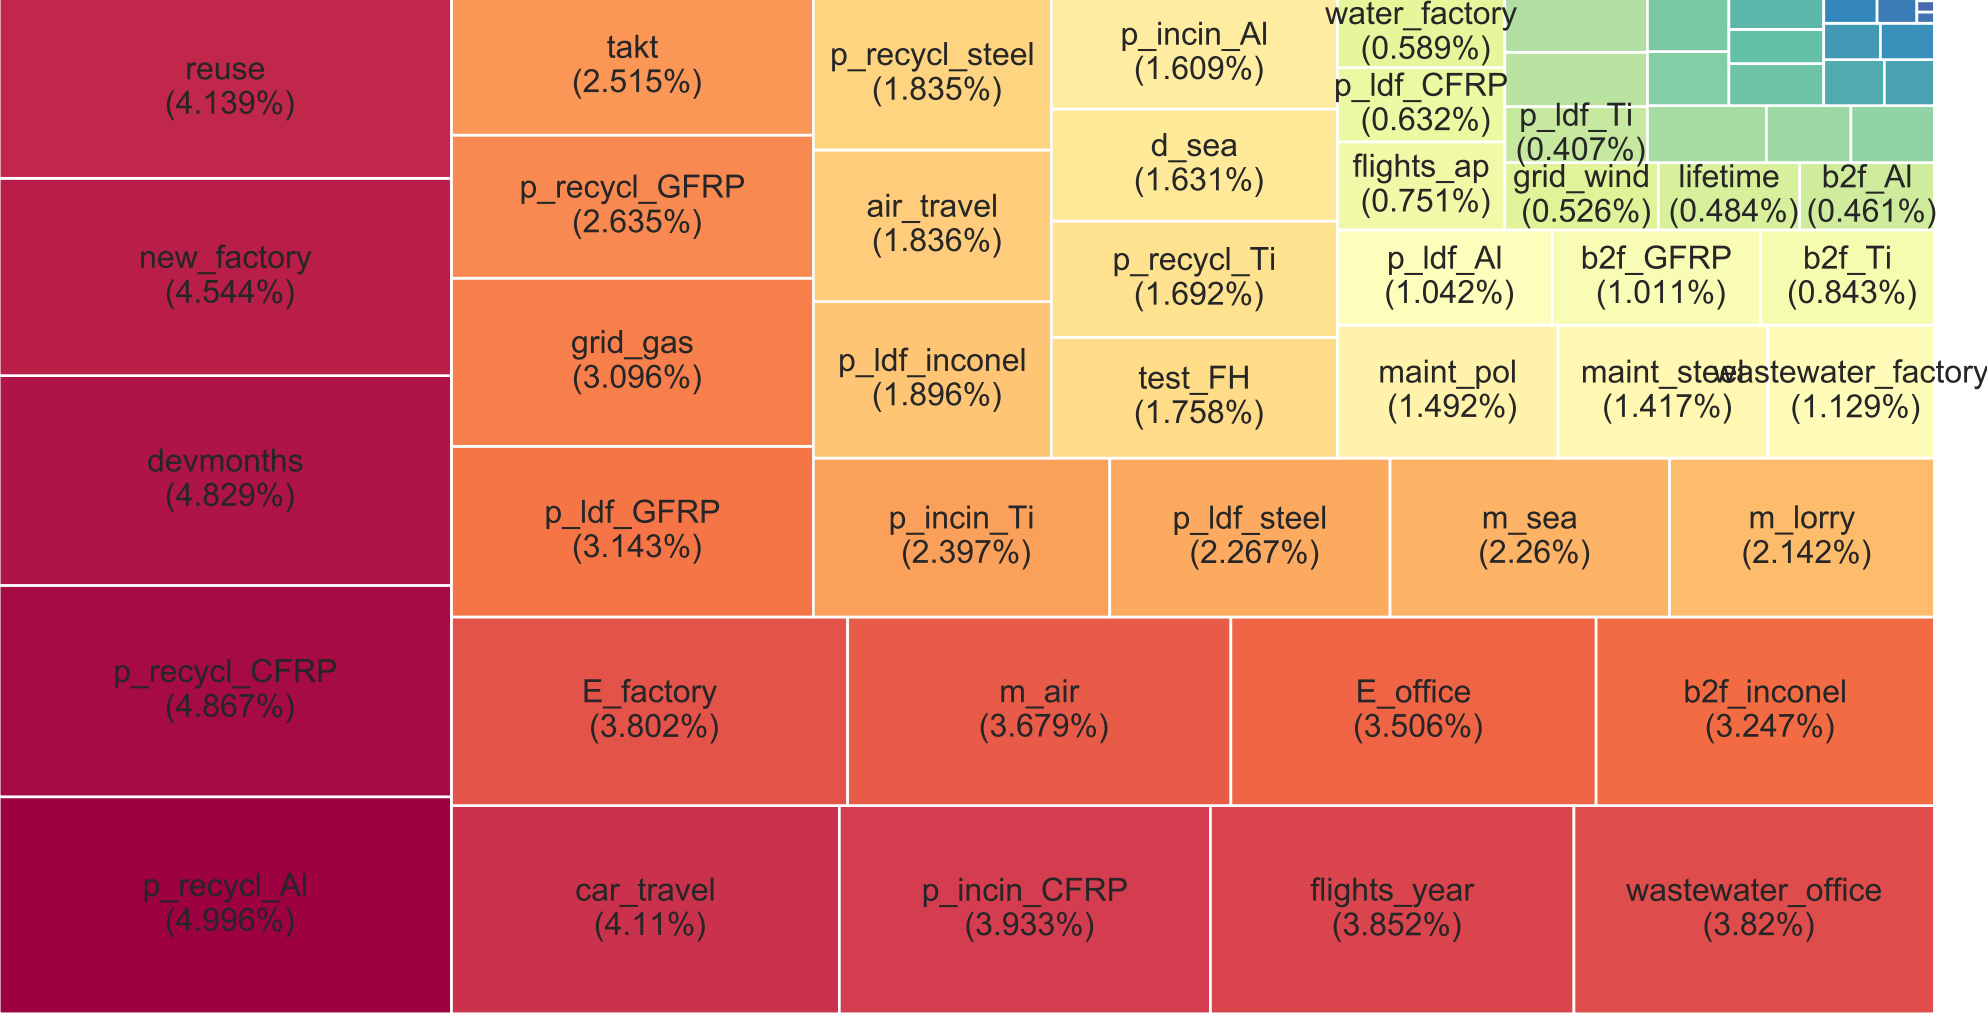 reuse
(4.139%)
new_factory
(4.544%)
devmonths
(4.829%)
p_recycl_CFRP
(4.867%)
p_recycl_Al
(4.996%)
takt
(2.515%)
p_recycl_GFRP
(2.635%)
grid_gas
(3.096%)
p_ldf_GFRP
(3.143%)
p_recycl_steel
(1.835%)
air_travel
(1.836%)
p_ldf_inconel
(1.896%)
p_incin_Al
(1.609%)
d_sea
(1.631%)
p_recycl_Ti
(1.692%)
test_FH
(1.758%)
water_factory
(0.589%)
p_ldf_CFRP
(0.632%)
flights_ap
(0.751%)
p_ldf_Ti
(0.407%)
grid_wind
(0.526%)
lifetime
(0.484%)
b2f_Al
(0.461%)
p_ldf_Al
(1.042%)
b2f_GFRP
(1.011%)
b2f_Ti
(0.843%)
maint_pol
(1.492%)
maint_steel
(1.417%)
wastewater_factory
(1.129%)
p_incin_Ti
(2.397%)
p_ldf_steel
(2.267%)
m_sea
(2.26%)
m_lorry
(2.142%)
E_factory
(3.802%)
m_air
(3.679%)
E_office
(3.506%)
b2f_inconel
(3.247%)
car_travel
(4.11%)
p_incin_CFRP
(3.933%)
flights_year
(3.852%)
wastewater_office
(3.82%)